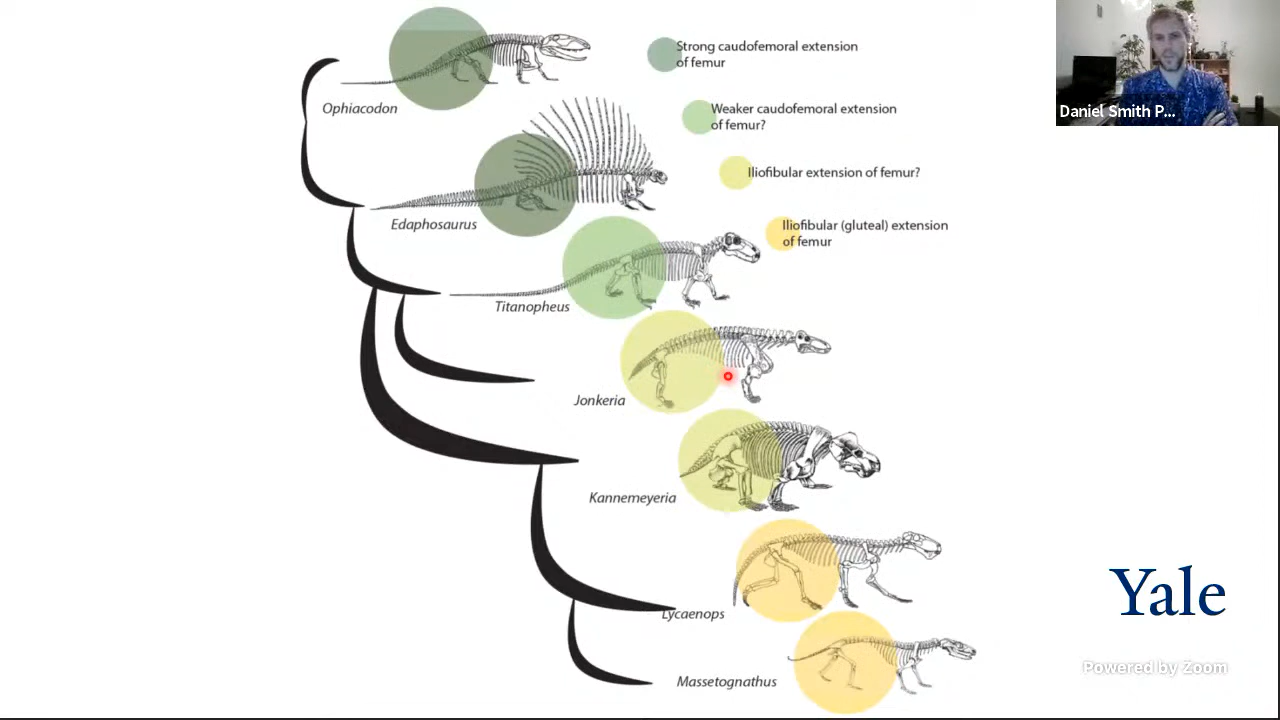 Strong caudofemoral extension
of femur
Ophiacodon
Weaker caudofemoral extension
of femur?
Daniel Smith P...
Iliofibular extension of femur?
Edaphosaurus
Iliofibular (gluteal) extension
of femur
Titanopheus
Jonkeria
Kannemeyeria
Lycaenops
Massetognathus
Yale
Powered by Zoom